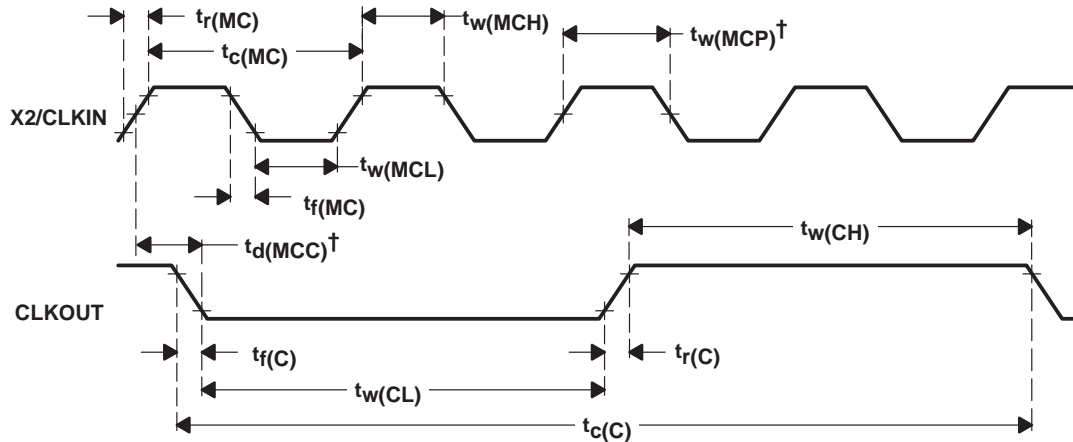 tr(MC)
tw(MCH)
tc(MC)
tw(MCP)†
X2/CLKIN
tw(MCL)
tf(MC)
tw(CH)
td(MCC)†
CLKOUT
tf(C)
tr(C)
tw(CL)
tc(C)